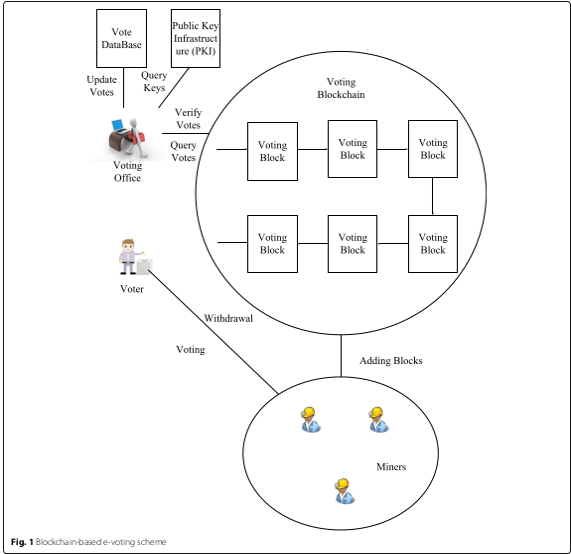 Vote
DataBase
Public Key
Infrastruct
ure (PKI)
Update
Votes
Query
Keys
Verify
Votes
Query
Votes
Voting
Office
Voting
Blockchain
Voting
Block
Voting
Block
Voting
Block
Voting
Block
Voting
Block
Voting
Block
Voter
Withdrawal
Voting
Adding Blocks
Miners
Fig. 1 Blockchain-based e-voting scheme